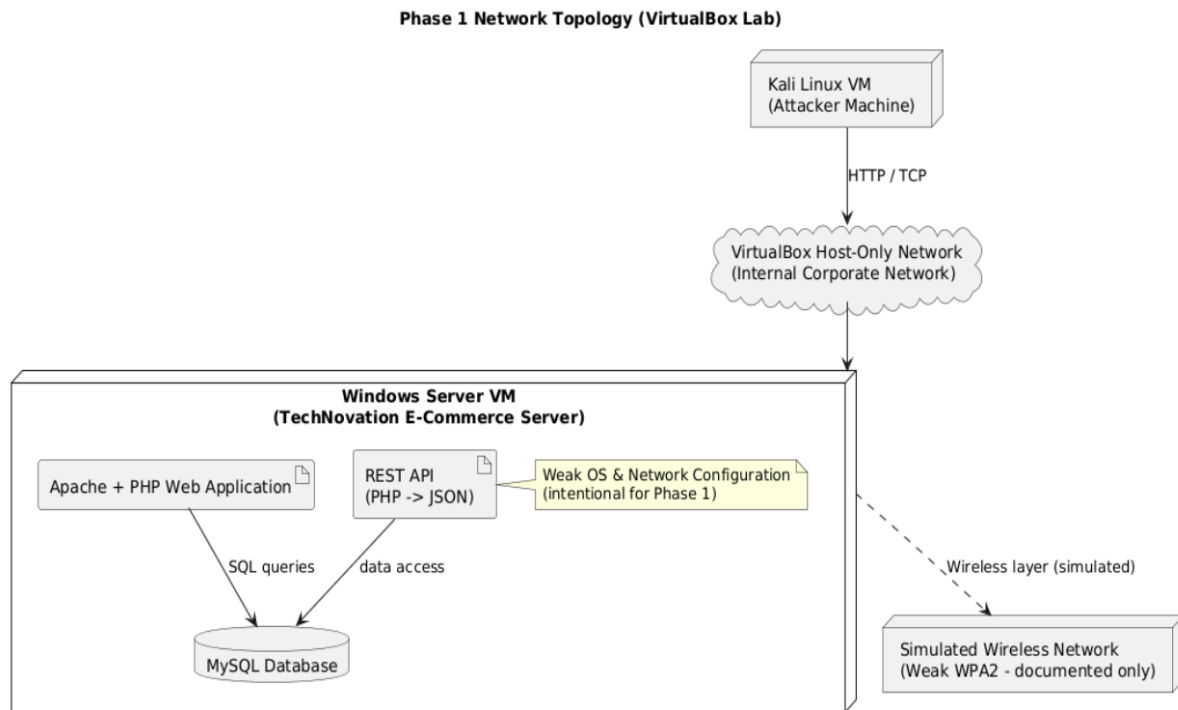 Phase 1 Network Topology (VirtualBox Lab)
Kali Linux VM
(Attacker Machine)
HTTP / TCP
VirtualBox Host-Only Network
(Internal Corporate Network)
Windows Server VM
(TechNovation E-Commerce Server)
Apache + PHP Web Application
REST API
(PHP -> JSON)
Weak OS & Network Configuration
(intentional for Phase 1)
SQL queries
data access
Wireless layer (simulated)
MySQL Database
Simulated Wireless Network
(Weak WPA2 - documented only)